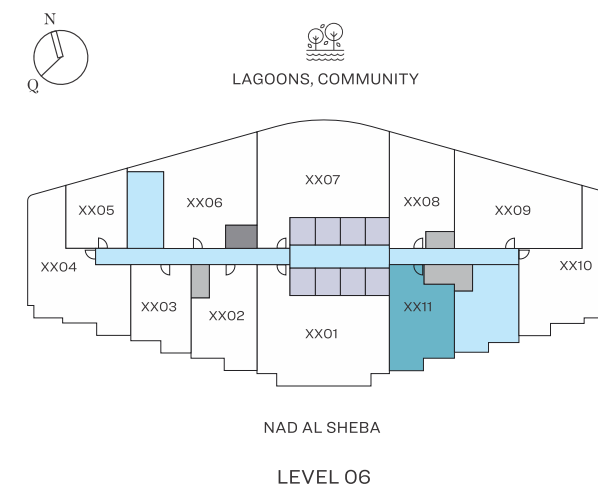 N
Q
LAGOONS, COMMUNITY
XX07
XX08
XX06
XX05
XX09
XX04
XX10
XX03
XX02
XX11
XX01
NAD AL SHEBA
LEVEL 06